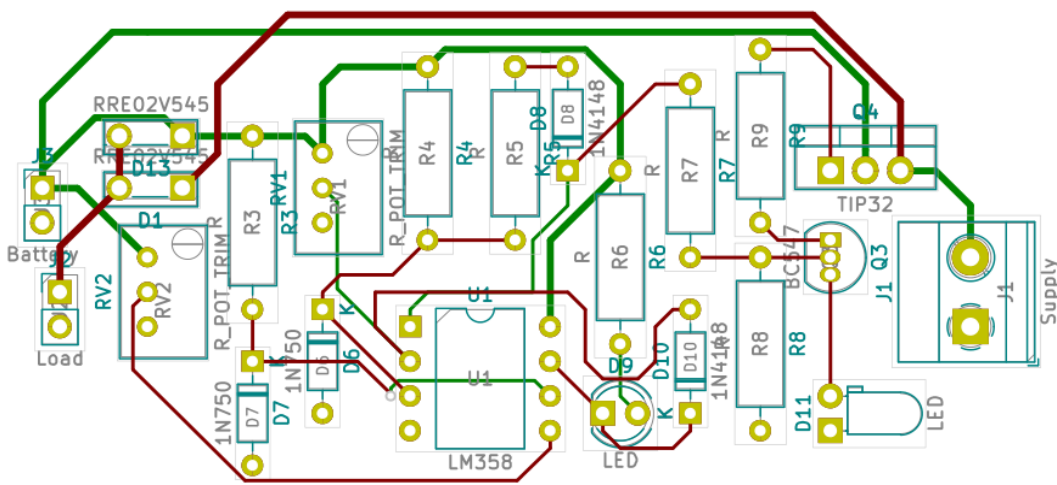 RRE02V545
J3
RRE02V545
D13
D1
Battery
J2
Load
RV2
RV2
R_POT_TRIM
R
R3
R3
RV1
RV1
R_POT_TRIM
R
R4
R4
R
R5
R5
D8
D8
1N4148
K
R
R7
R7
R
R9
R9
Q4
TIP32
BC547
Q3
J1
J1
Supply
R
R6
R6
U1
U1
LM358
1N750
D6
D6
K
1N750
D7
D7
K
D9
LED
D10
D10
1N4148
K
R
R8
R8
D11
LED